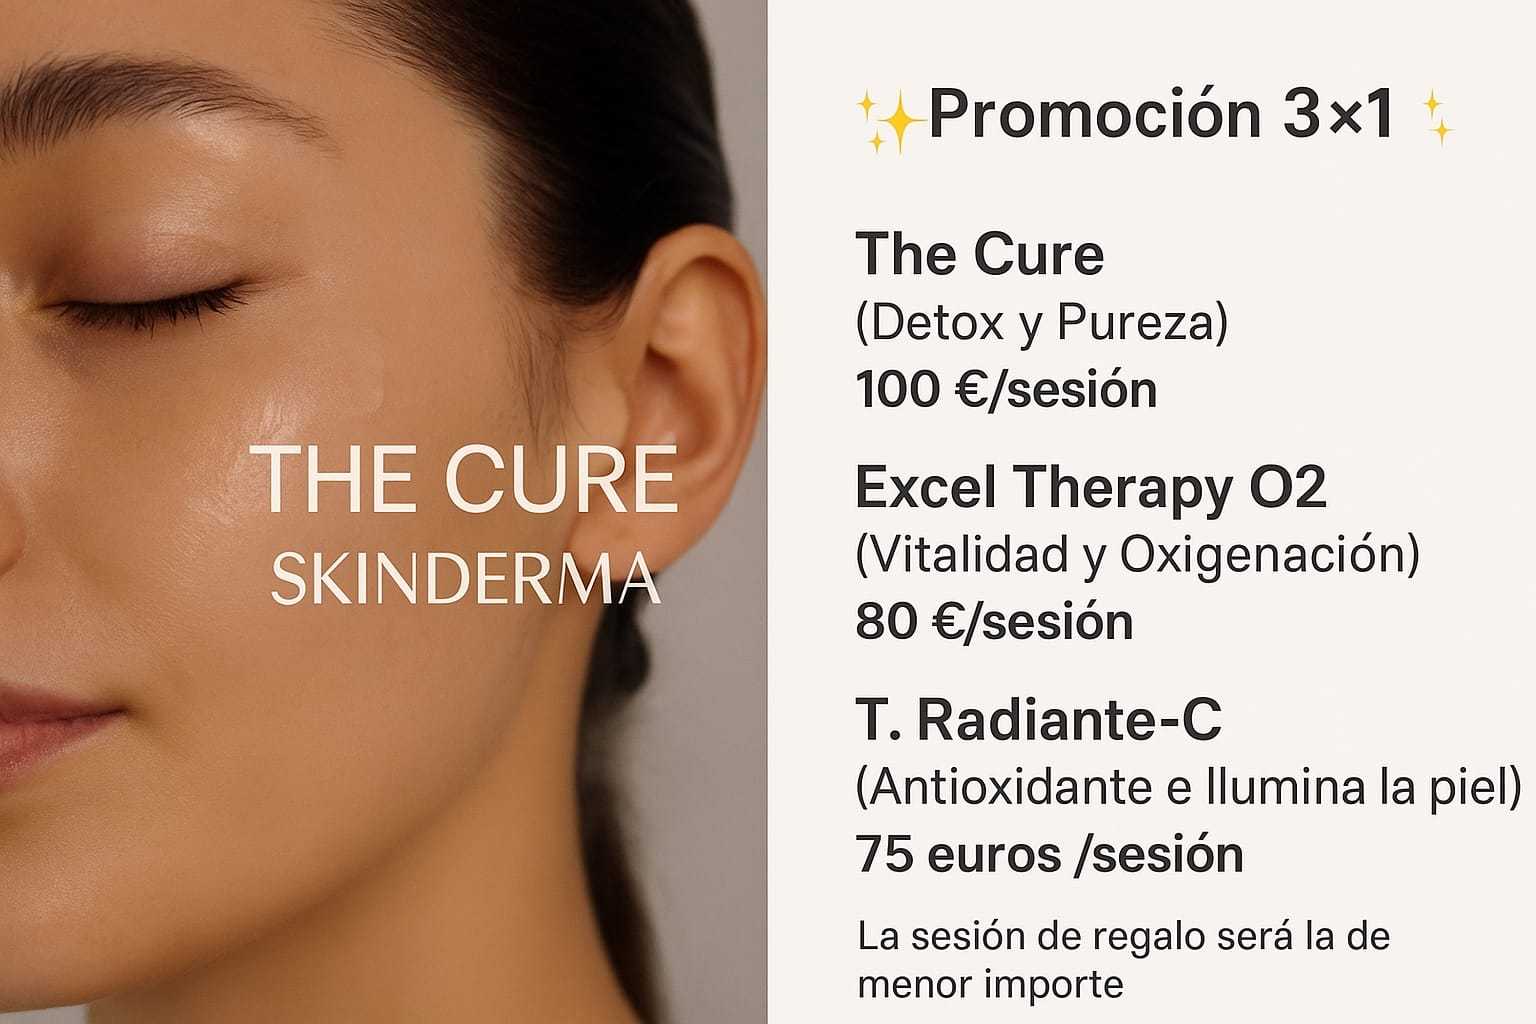 THE CURE
SKINDERMA
✨Promoción 3×1
The Cure
(Detox y Pureza)
100 €/sesión
Excel Therapy O2
(Vitalidad y Oxigenación)
80 €/sesión
T. Radiante-C
(Antioxidante e Ilumina la piel)
75 euros /sesión
La sesión de regalo será la de
menor importe